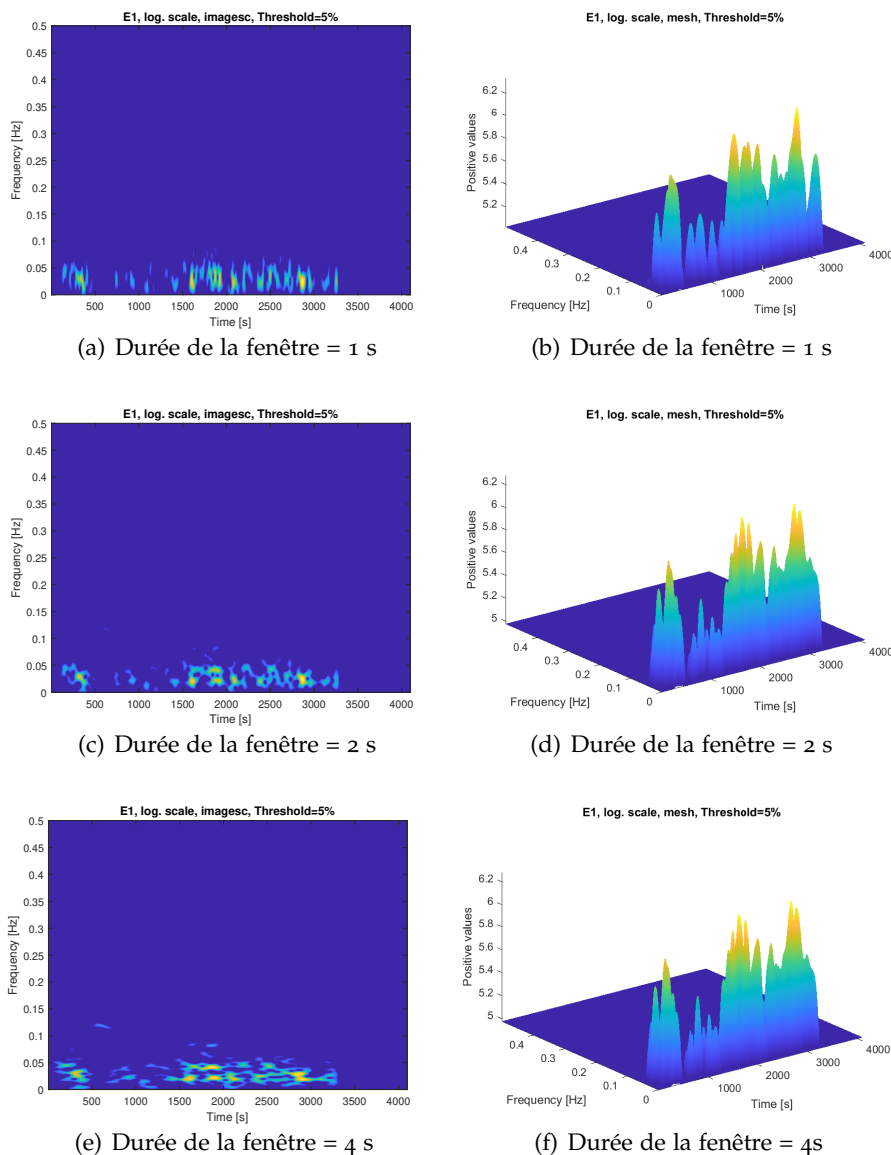 E1, log. scale, imagesc, Threshold=5%
0.5
0.45
0.4
0.35
0.3
0.25
0.2
0.15
0.1
0.05
0
Frequency [Hz]
500 1000 1500 2000 2500 3000 3500 4000
Time [s]
(a) Durée de la fenêtre = 1 s
E1, log. scale, mesh, Threshold=5%
6.2
6
5.8
5.6
5.4
5.2
Positive values
0.4
0.3
0.2
0.1
0
Frequency [Hz]
1000
2000
3000
4000
Time [s]
(b) Durée de la fenêtre = 1 s
E1, log. scale, imagesc, Threshold=5%
0.5
0.45
0.4
0.35
0.3
0.25
0.2
0.15
0.1
0.05
0
Frequency [Hz]
500 1000 1500 2000 2500 3000 3500 4000
Time [s]
(c) Durée de la fenêtre = 2 s
E1, log. scale, mesh, Threshold=5%
6.2
6
5.8
5.6
5.4
5.2
5
Positive values
0.4
0.3
0.2
0.1
0
Frequency [Hz]
1000
2000
3000
4000
Time [s]
(d) Durée de la fenêtre = 2 s
E1, log. scale, imagesc, Threshold=5%
0.5
0.45
0.4
0.35
0.3
0.25
0.2
0.15
0.1
0.05
0
Frequency [Hz]
500 1000 1500 2000 2500 3000 3500 4000
Time [s]
(e) Durée de la fenêtre = 4 s
E1, log. scale, mesh, Threshold=5%
6.2
6
5.8
5.6
5.4
5.2
5
Positive values
0.4
0.3
0.2
0.1
0
Frequency [Hz]
1000
2000
3000
4000
Time [s]
(f) Durée de la fenêtre = 4s